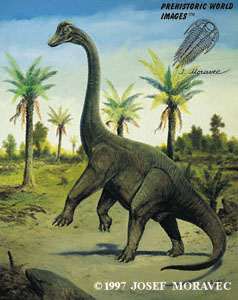 PREHISTORIC WORLD
IMAGES™
J. Moravec
©1997 JOSEF MORAVEC